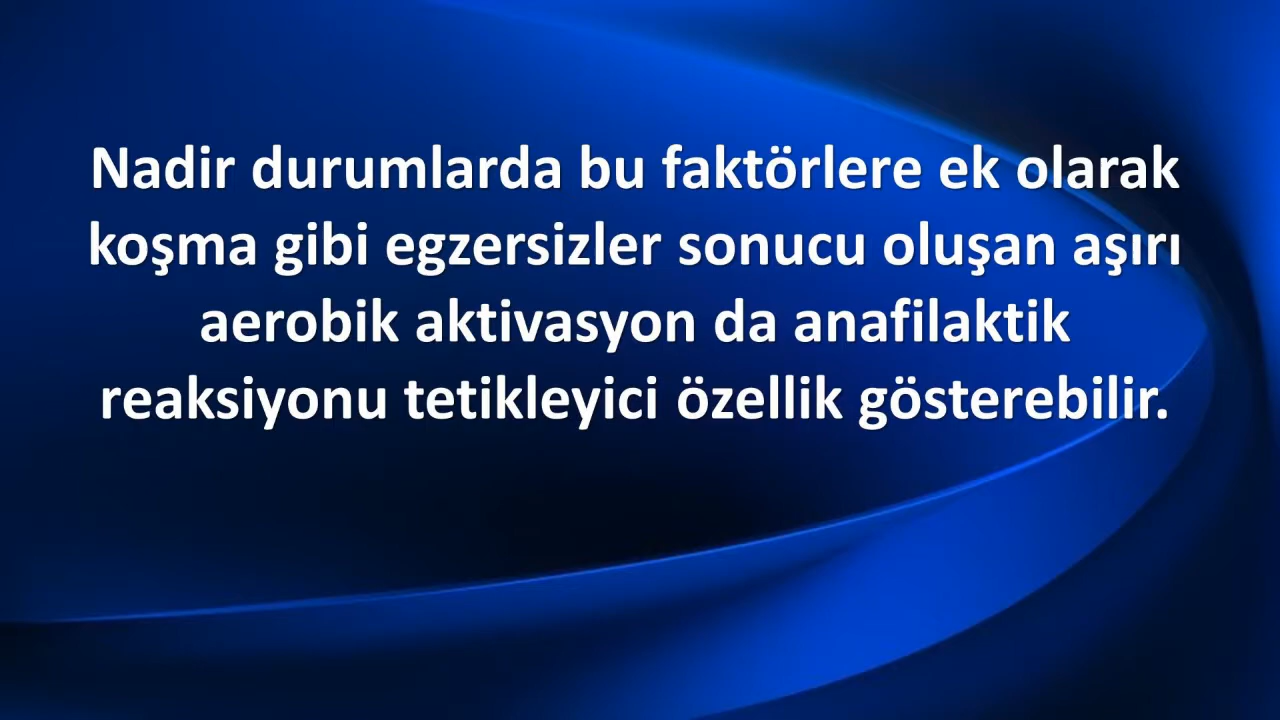 Nadir durumlarda bu faktörlere ek olarak
koşma gibi egzersizler sonucu oluşan aşırı
aerobik aktivasyon da anafilaktik
reaksiyonu tetikleyici özellik gösterebilir.